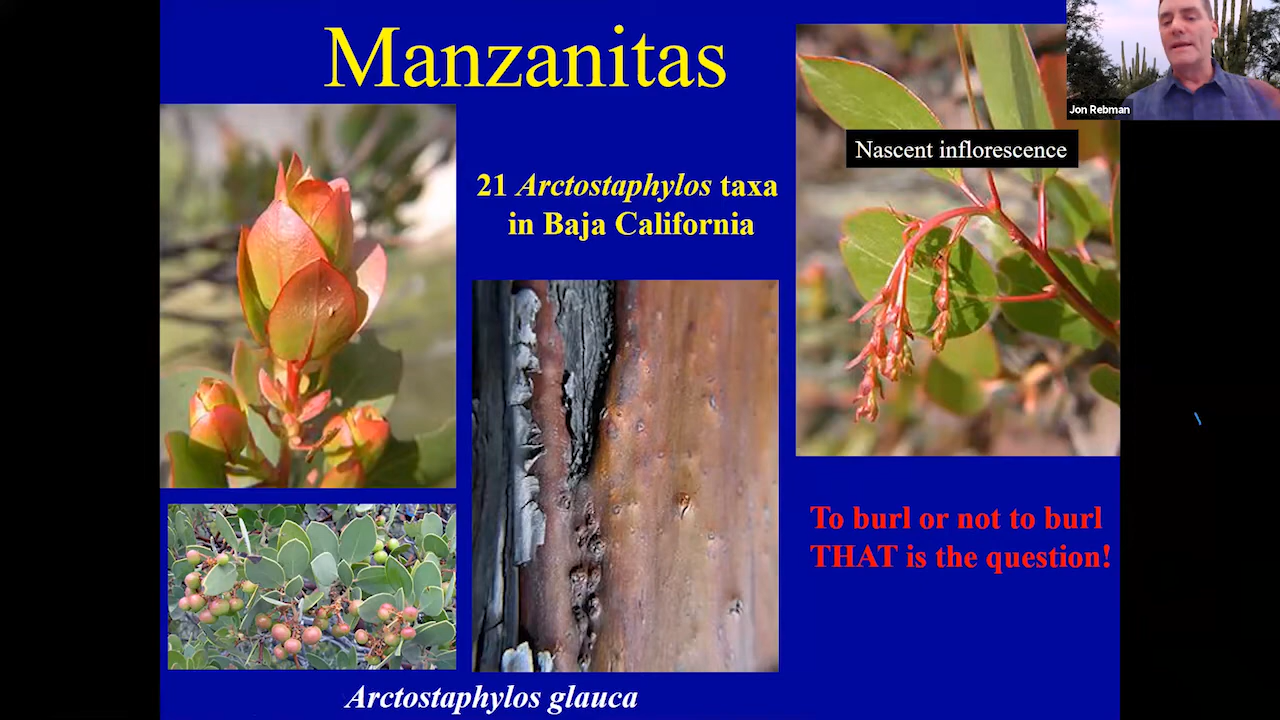 Manzanitas
Jon Rebman
Nascent inflorescence
21 Arctostaphylos taxa
in Baja California
To burl or not to burl
THAT is the question!
Arctostaphylos glauca